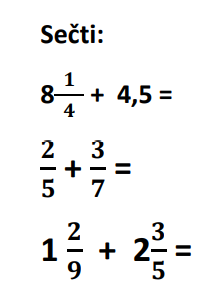 Sečti:
8 1/4 + 4,5 =
2/5 + 3/7 =
1 2/9 + 2 3/5 =